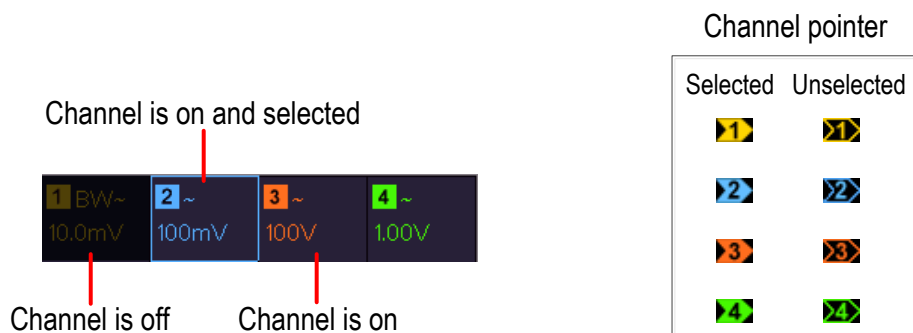 Channel pointer
Selected Unselected
Channel is on and selected
1 1
1 BW~ 2 ~ 3 ~ 4 ~
10.0mV 100mV 100V 1.00V
2 2
3 3
Channel is off Channel is on
4 4